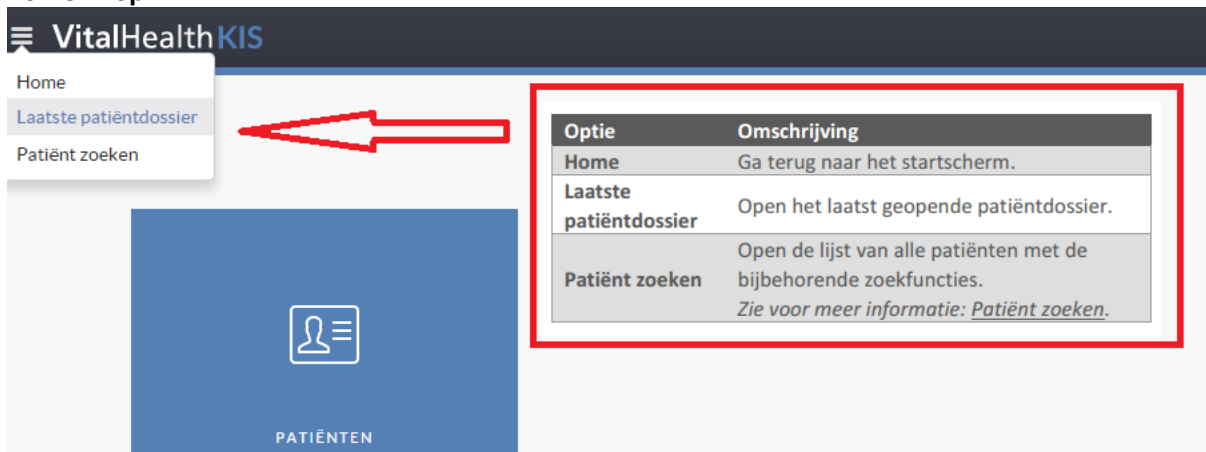 VitalHealthKIS
Home
Laatste patiëntdossier
Patiënt zoeken
Optie Omschrijving
Home Ga terug naar het startscherm.
Laatste
patiëntdossier Open het laatst geopende patiëntdossier.
Patiënt zoeken Open de lijst van alle patiënten met de
bijbehorende zoekfuncties.
Zie voor meer informatie: Patiënt zoeken.
PATIËNTEN